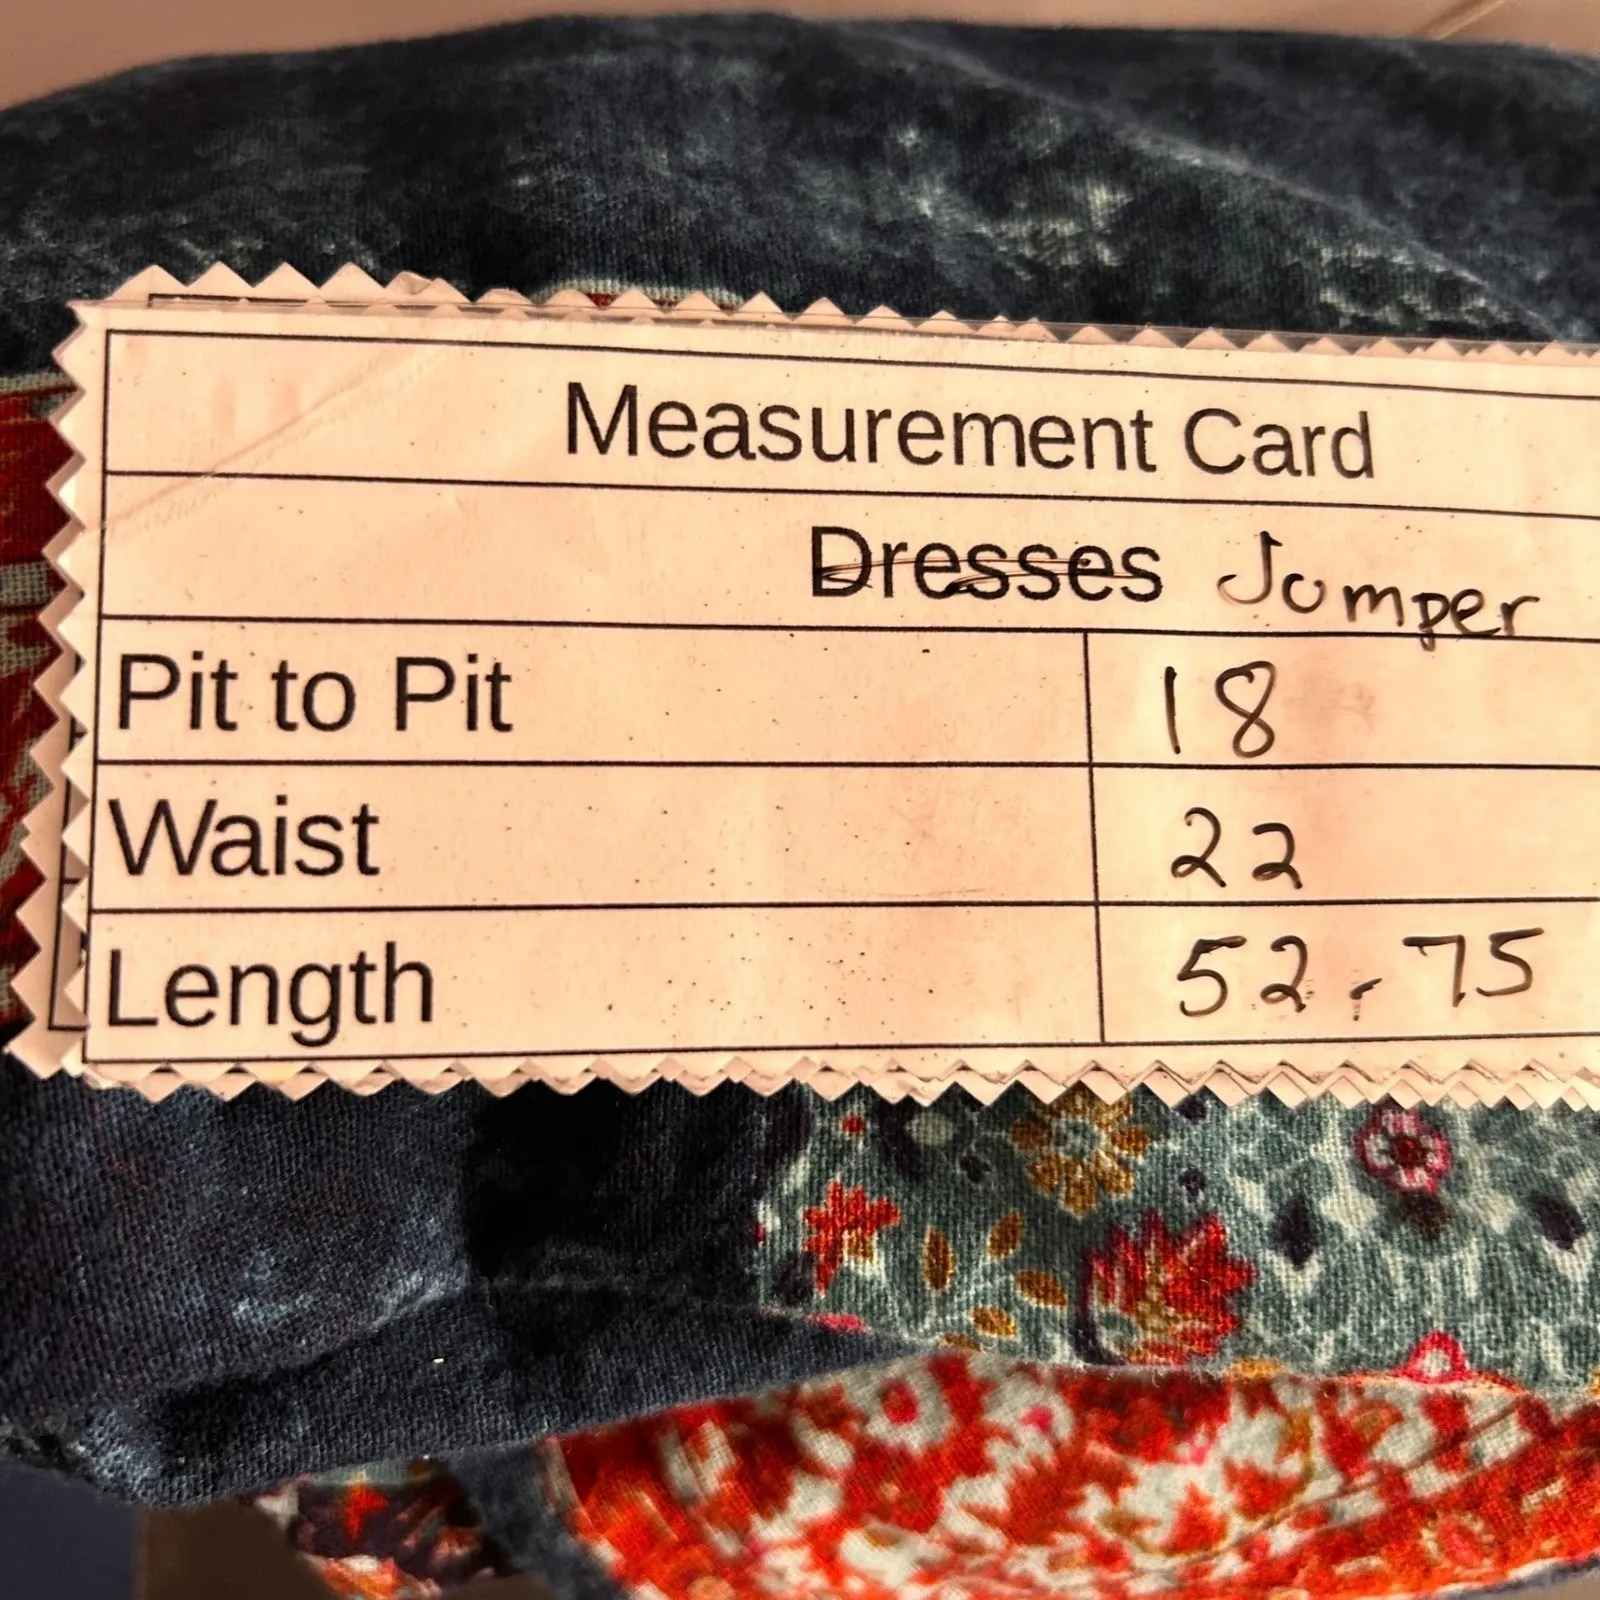 Measurement Card
Dresses Jumper
Pit to Pit 18
Waist 22
Length 52.75